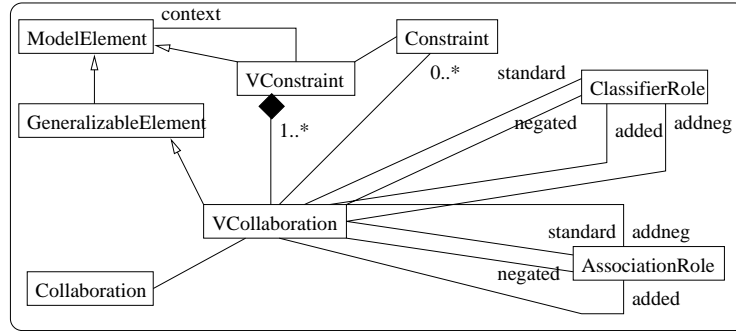 context
ModelElement
Constraint
VConstraint
0..*
standard
ClassifierRole
GeneralizableElement
1..*
negated
added
addneg
VCollaboration
standard
addneg
negated
AssociationRole
Collaboration
added